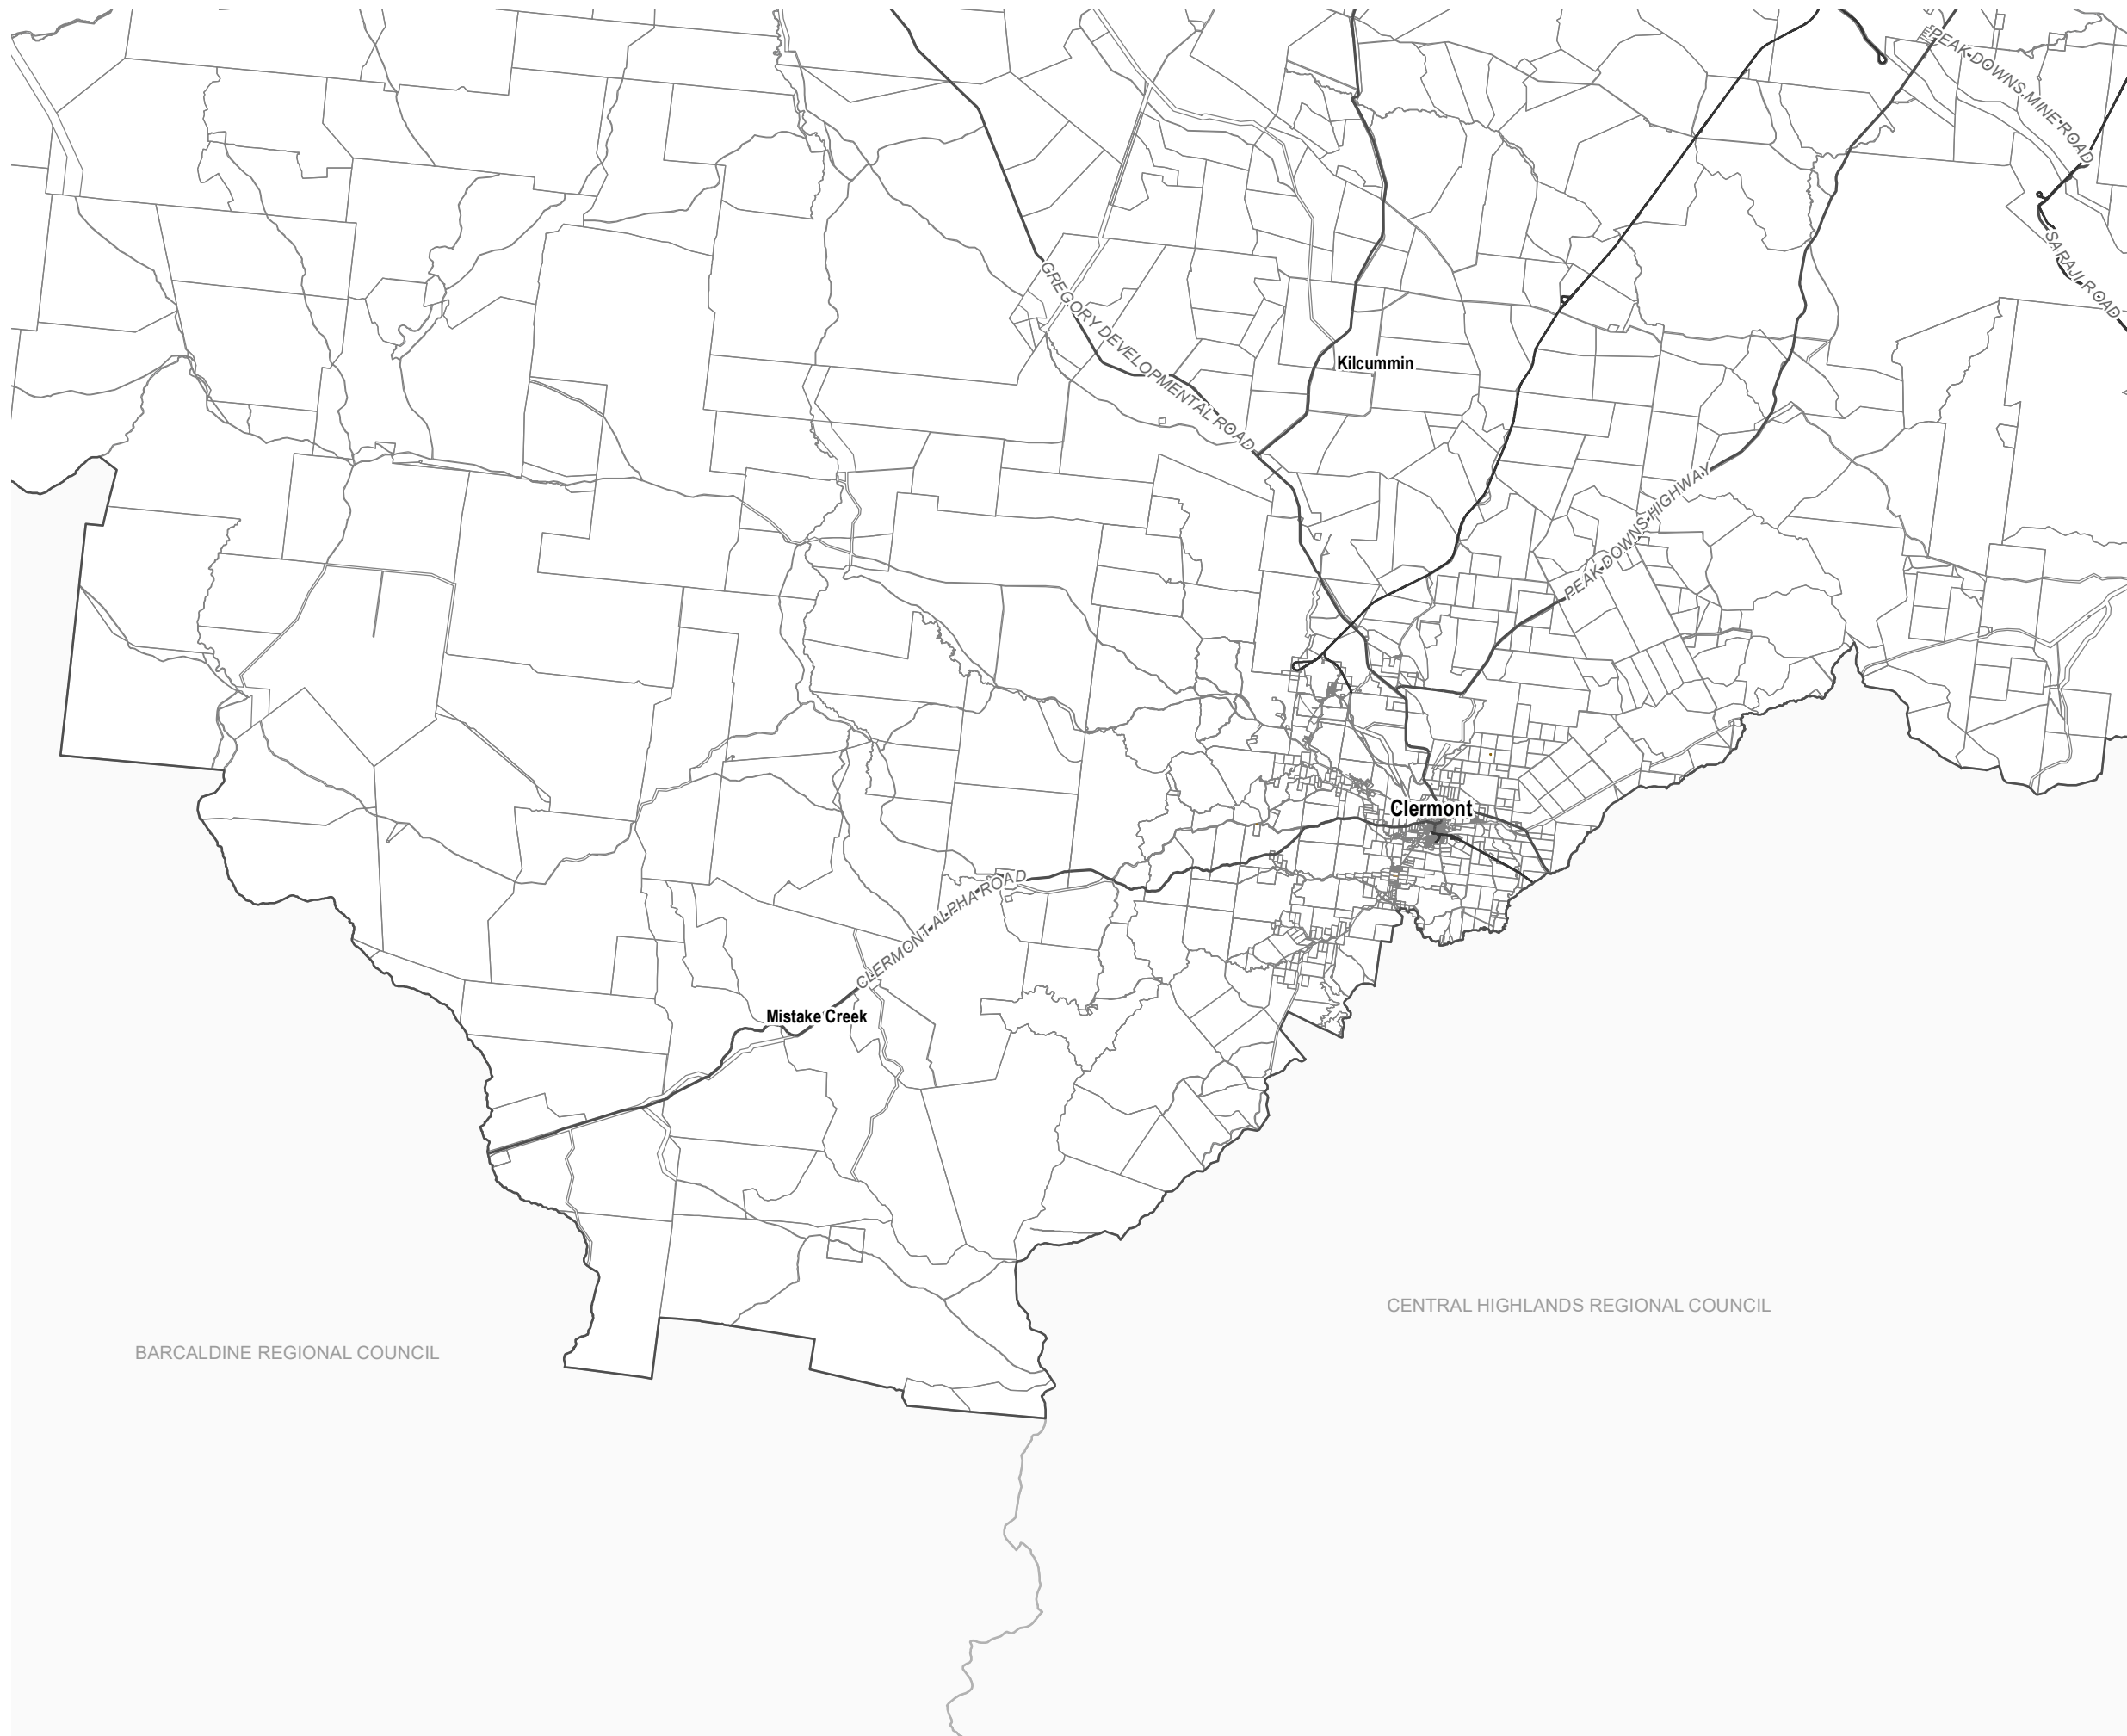 PEAK DOWNS MINE ROAD
SARAJI ROAD
GREGORY DEVELOPMENTAL ROAD
Kilcummin
PEAK DOWNS HIGHWAY
Clermont
CLERMONT ALPHA ROAD
Mistake Creek
CENTRAL HIGHLANDS REGIONAL COUNCIL
BARCALDINE REGIONAL COUNCIL